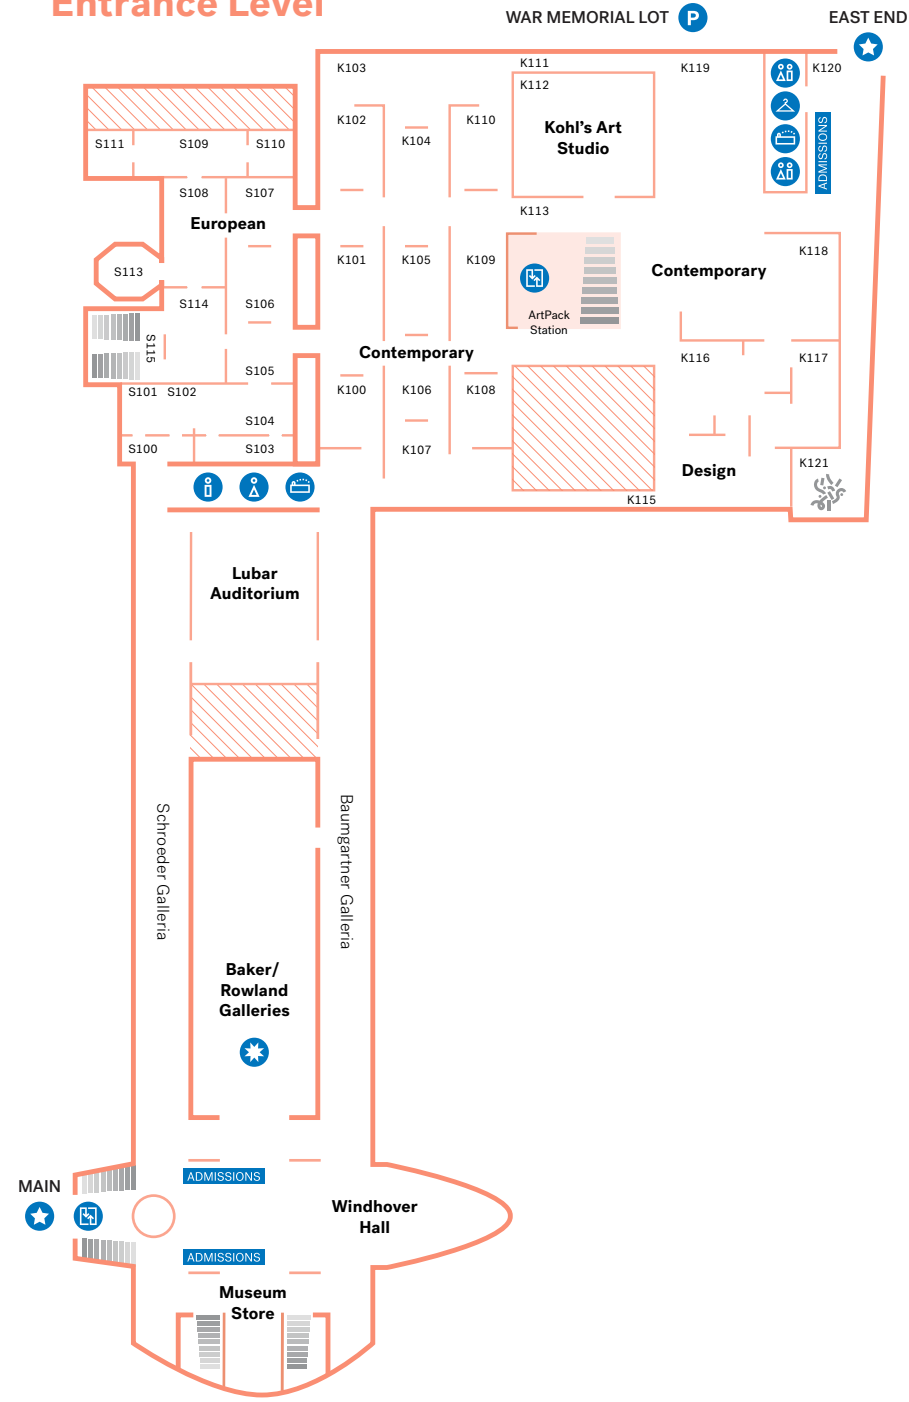 Entrance Level
WAR MEMORIAL LOT
P
EAST END
K103
K111
K119
K120
K112
K102
K110
K104
Kohl's Art
Studio
ADMISSIONS
S111
S109
S110
S108
S107
European
K113
K101
K105
K109
K118
Contemporary
S113
S114
S106
ArtPack
Station
S115
Contemporary
K116
K117
S105
S101
S102
K100
K106
K108
S104
S100
S103
K107
Design
K121
K115
Lubar
Auditorium
Schroeder Galleria
Baumgartner Galleria
Baker/
Rowland
Galleries
ADMISSIONS
MAIN
Windhover
Hall
ADMISSIONS
Museum
Store